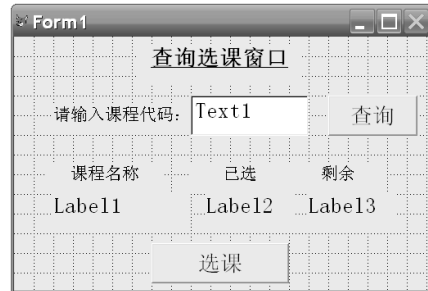 Form1
查询选课窗口
请输入课程代码: Text1 查询
课程名称 已选 剩余
Label1 Label2 Label3
选课